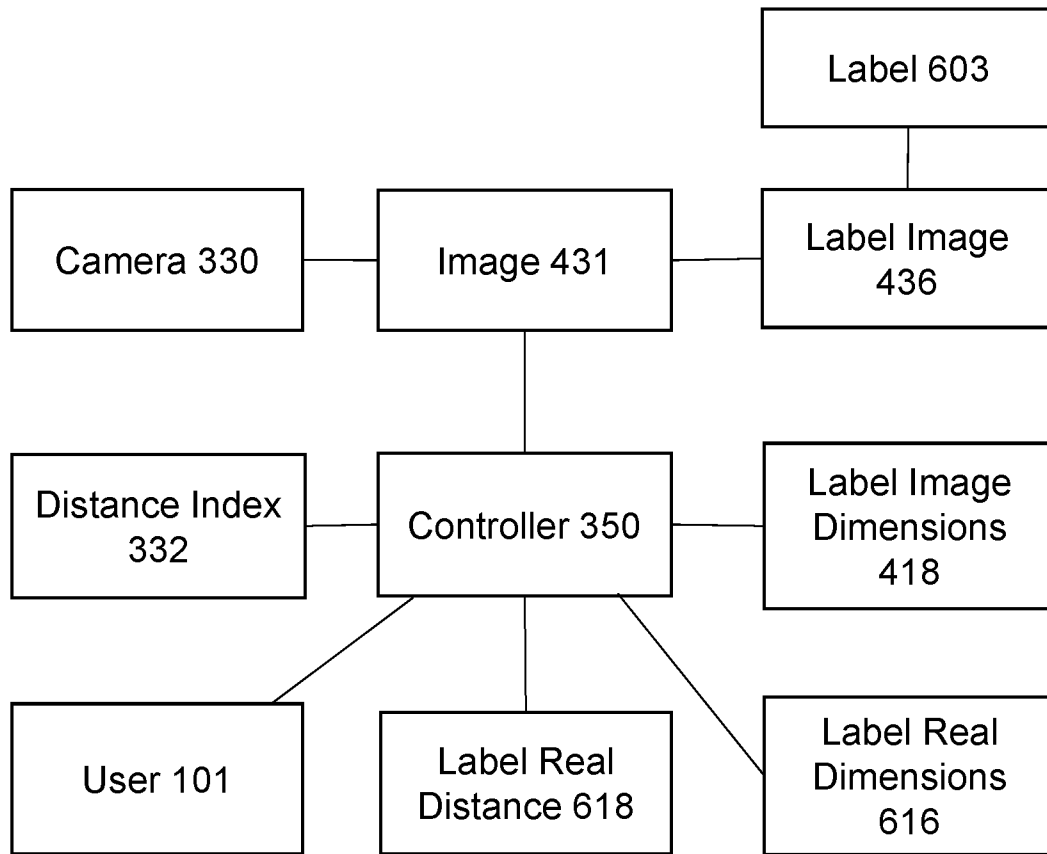 Label 603
Camera 330
Image 431
Label Image
436
Distance Index
332
Controller 350
Label Image
Dimensions
418
User 101
Label Real
Distance 618
Label Real
Dimensions
616